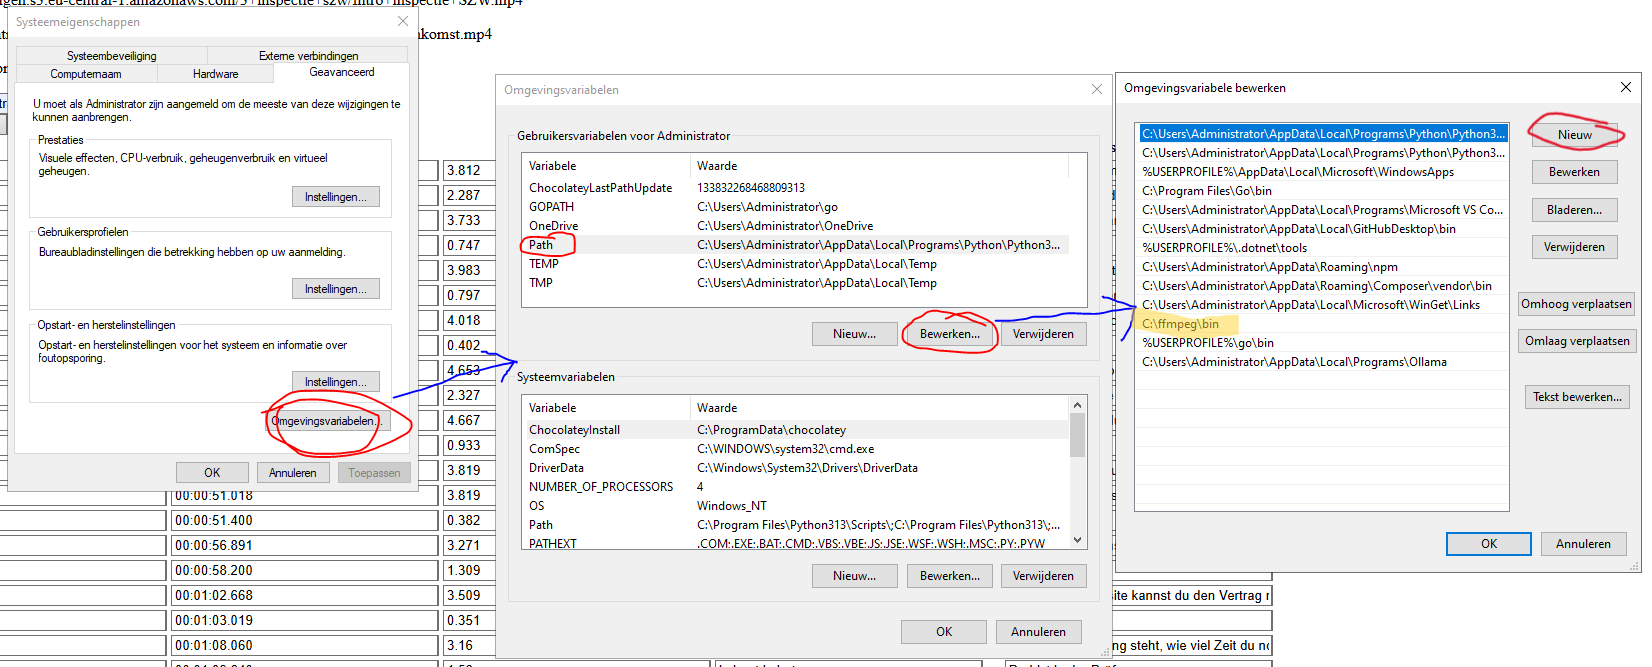 ngen.s3.eu-central-1.amazonaws.com/3+inspectie+szw/intro+inspectie+SZW.mp4
nkomst.mp4
Systeemeigenschappen
Systeembeveiliging
Externe verbindingen
Computernaam
Hardware
Geavanceerd
U moet als Administrator zijn aangemeld om de meeste van deze wijzigingen te
kunnen aanbrengen.
Prestaties
Visuele effecten, CPU-verbruik, geheugenverbruik en virtueel
geheugen.
Instellingen...
Gebruikersprofielen
Bureaubladinstellingen die betrekking hebben op uw aanmelding.
Instellingen...
Opstart- en herstelinstellingen
Opstart- en herstelinstellingen voor het systeem en informatie over
foutopsporing.
Instellingen...
Omgevingsvariabelen...
OK
Annuleren
Toepassen
3.812
2.287
3.733
0.747
3.983
0.797
4.018
0.402
4.653
2.327
4.667
0.933
3.819
00:00:51.018 3.819
00:00:51.400 0.382
00:00:56.891 3.271
00:00:58.200 1.309
00:01:02.668 3.509
00:01:03.019 0.351
00:01:08.060 3.16
Omgevingsvariabelen
Gebruikersvariabelen voor Administrator
Variabele Waarde
ChocolateyLastPathUpdate 133832268468809313
GOPATH C:\Users\Administrator\go
OneDrive C:\Users\Administrator\OneDrive
Path C:\Users\Administrator\AppData\Local\Programs\Python\Python3...
TEMP C:\Users\Administrator\AppData\Local\Temp
TMP C:\Users\Administrator\AppData\Local\Temp
Nieuw...
Bewerken...
Verwijderen
Systeemvariabelen
Variabele Waarde
ChocolateyInstall C:\ProgramData\chocolatey
ComSpec C:\WINDOWS\system32\cmd.exe
DriverData C:\Windows\System32\Drivers\DriverData
NUMBER_OF_PROCESSORS 4
OS Windows_NT
Path C:\Program Files\Python313\Scripts\;C:\Program Files\Python313\;...
PATHEXT .COM;.EXE;.BAT;.CMD;.VBS;.VBE;.JS;.JSE;.WSF;.WSH;.MSC;.PY;.PYW
Nieuw...
Bewerken...
Verwijderen
OK
Annuleren
Omgevingsvariabele bewerken
C:\Users\Administrator\AppData\Local\Programs\Python\Python3...
C:\Users\Administrator\AppData\Local\Programs\Python\Python3...
%USERPROFILE%\AppData\Local\Microsoft\WindowsApps
C:\Program Files\Go\bin
C:\Users\Administrator\AppData\Local\Programs\Microsoft VS Co...
C:\Users\Administrator\AppData\Local\GitHubDesktop\bin
%USERPROFILE%\.dotnet\tools
C:\Users\Administrator\AppData\Roaming\npm
C:\Users\Administrator\AppData\Roaming\Composer\vendor\bin
C:\Users\Administrator\AppData\Local\Microsoft\WinGet\Links
C:\ffmpeg\bin
%USERPROFILE%\go\bin
C:\Users\Administrator\AppData\Local\Programs\Ollama
Nieuw
Bewerken
Bladeren...
Verwijderen
Omhoog verplaatsen
Omlaag verplaatsen
Tekst bewerken...
OK
Annuleren
site kannst du den Vertrag
ng steht, wie viel Zeit du